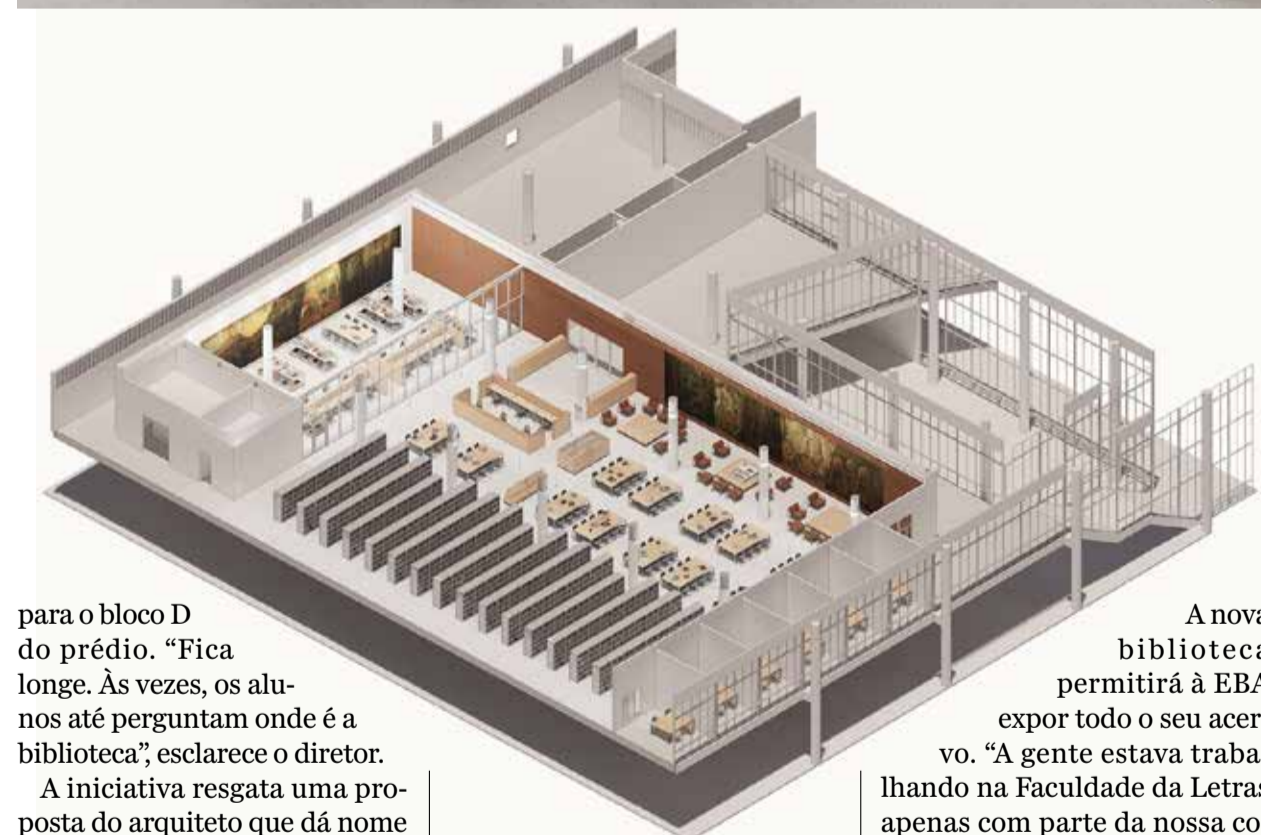 para o bloco D
do prédio. “Fica
longe. Às vezes, os alu-
nos até perguntam onde é a
biblioteca”, esclarece o diretor.
A iniciativa resgata uma pro-
posta do arquiteto que dá nome
A nova
biblioteca
permitirá à EBA
expor todo o seu acer-
vo. “A gente estava traba-
lhando na Faculdade da Letras
apenas com parte da nossa co-